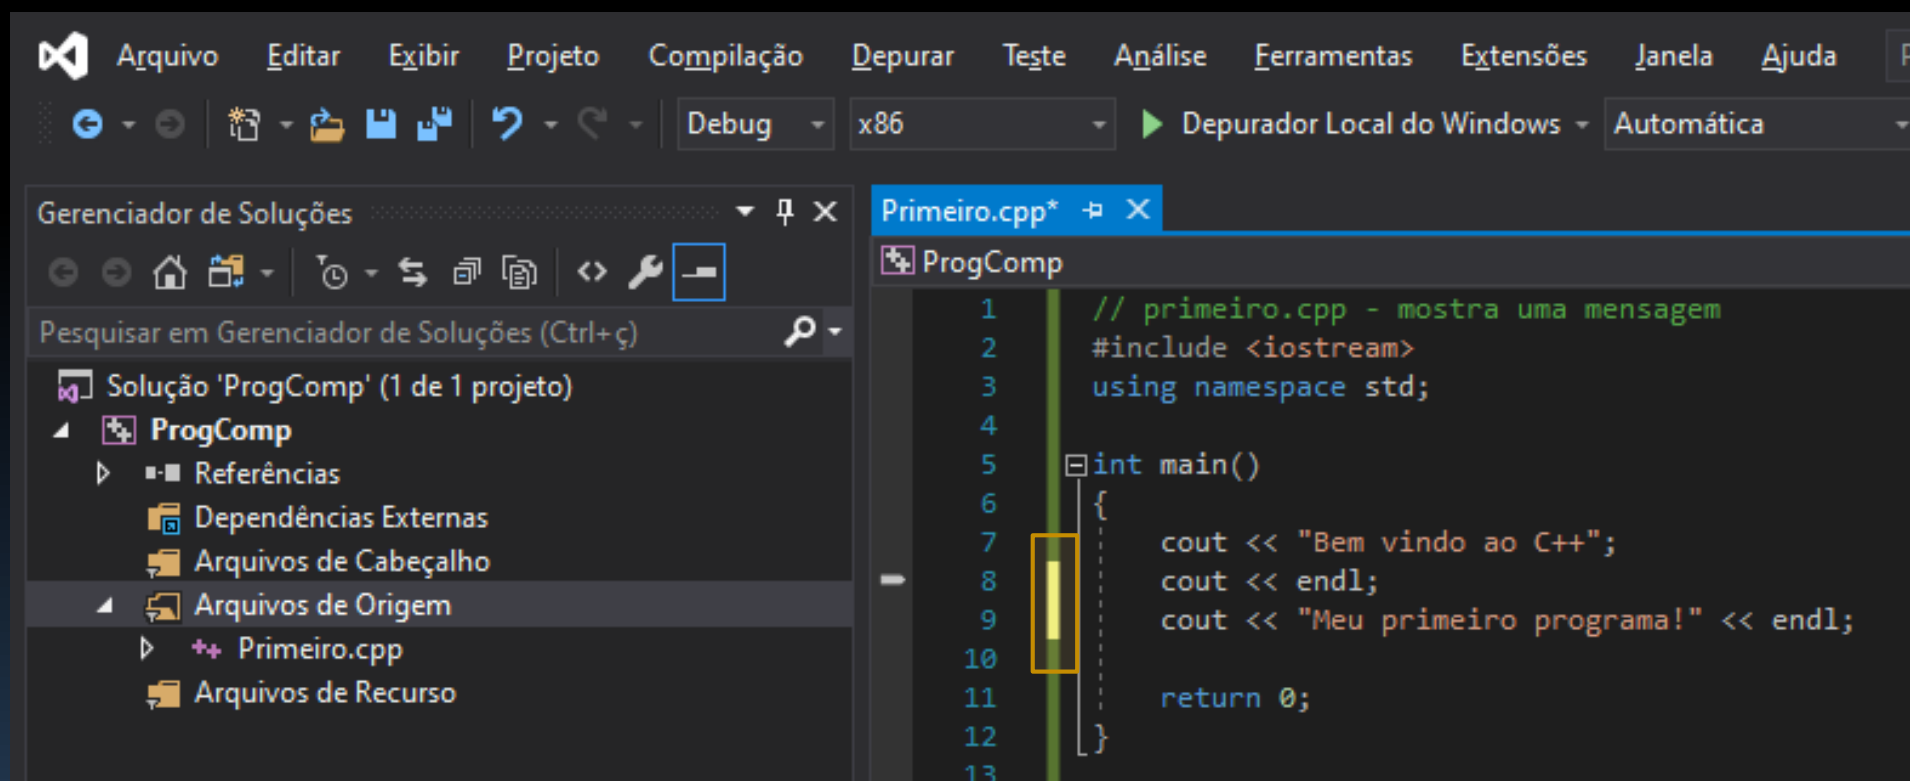 Arquivo Editar Exibir Projeto Compilação Depurar Teste Análise Ferramentas Extensões Janela Ajuda
Debug x86 Depurador Local do Windows Automática
Gerenciador de Soluções
Pesquisar em Gerenciador de Soluções (Ctrl+ç)
Solução 'ProgComp' (1 de 1 projeto)
ProgComp
Referências
Dependências Externas
Arquivos de Cabeçalho
Arquivos de Origem
Primeiro.cpp
Arquivos de Recurso
Primeiro.cpp*
ProgComp
1 // primeiro.cpp - mostra uma mensagem
2 #include <iostream>
3 using namespace std;
4
5 int main()
6 {
7 cout << "Bem vindo ao C++";
8 cout << endl;
9 cout << "Meu primeiro programa!" << endl;
10
11 return 0;
12 }
13